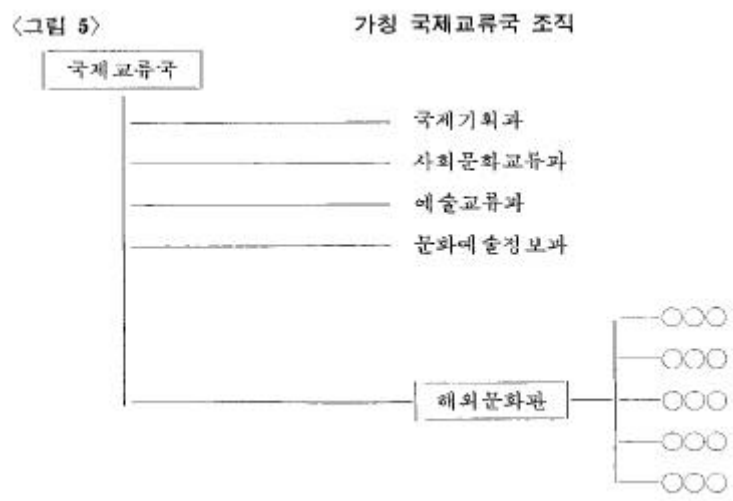 〈그림 5〉 가칭 국제교류국 조직
국제교류국
국제기획과
사회문화교류과
예술교류과
문화예술정보과
○○○
○○○
해외문화관 ○○○
○○○
○○○